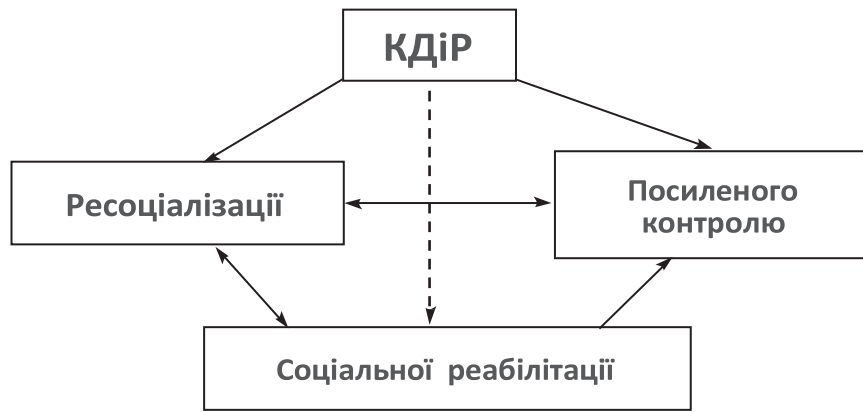 КДіР
Ресоціалізації
Посиленого
контролю
Соціальної реабілітації